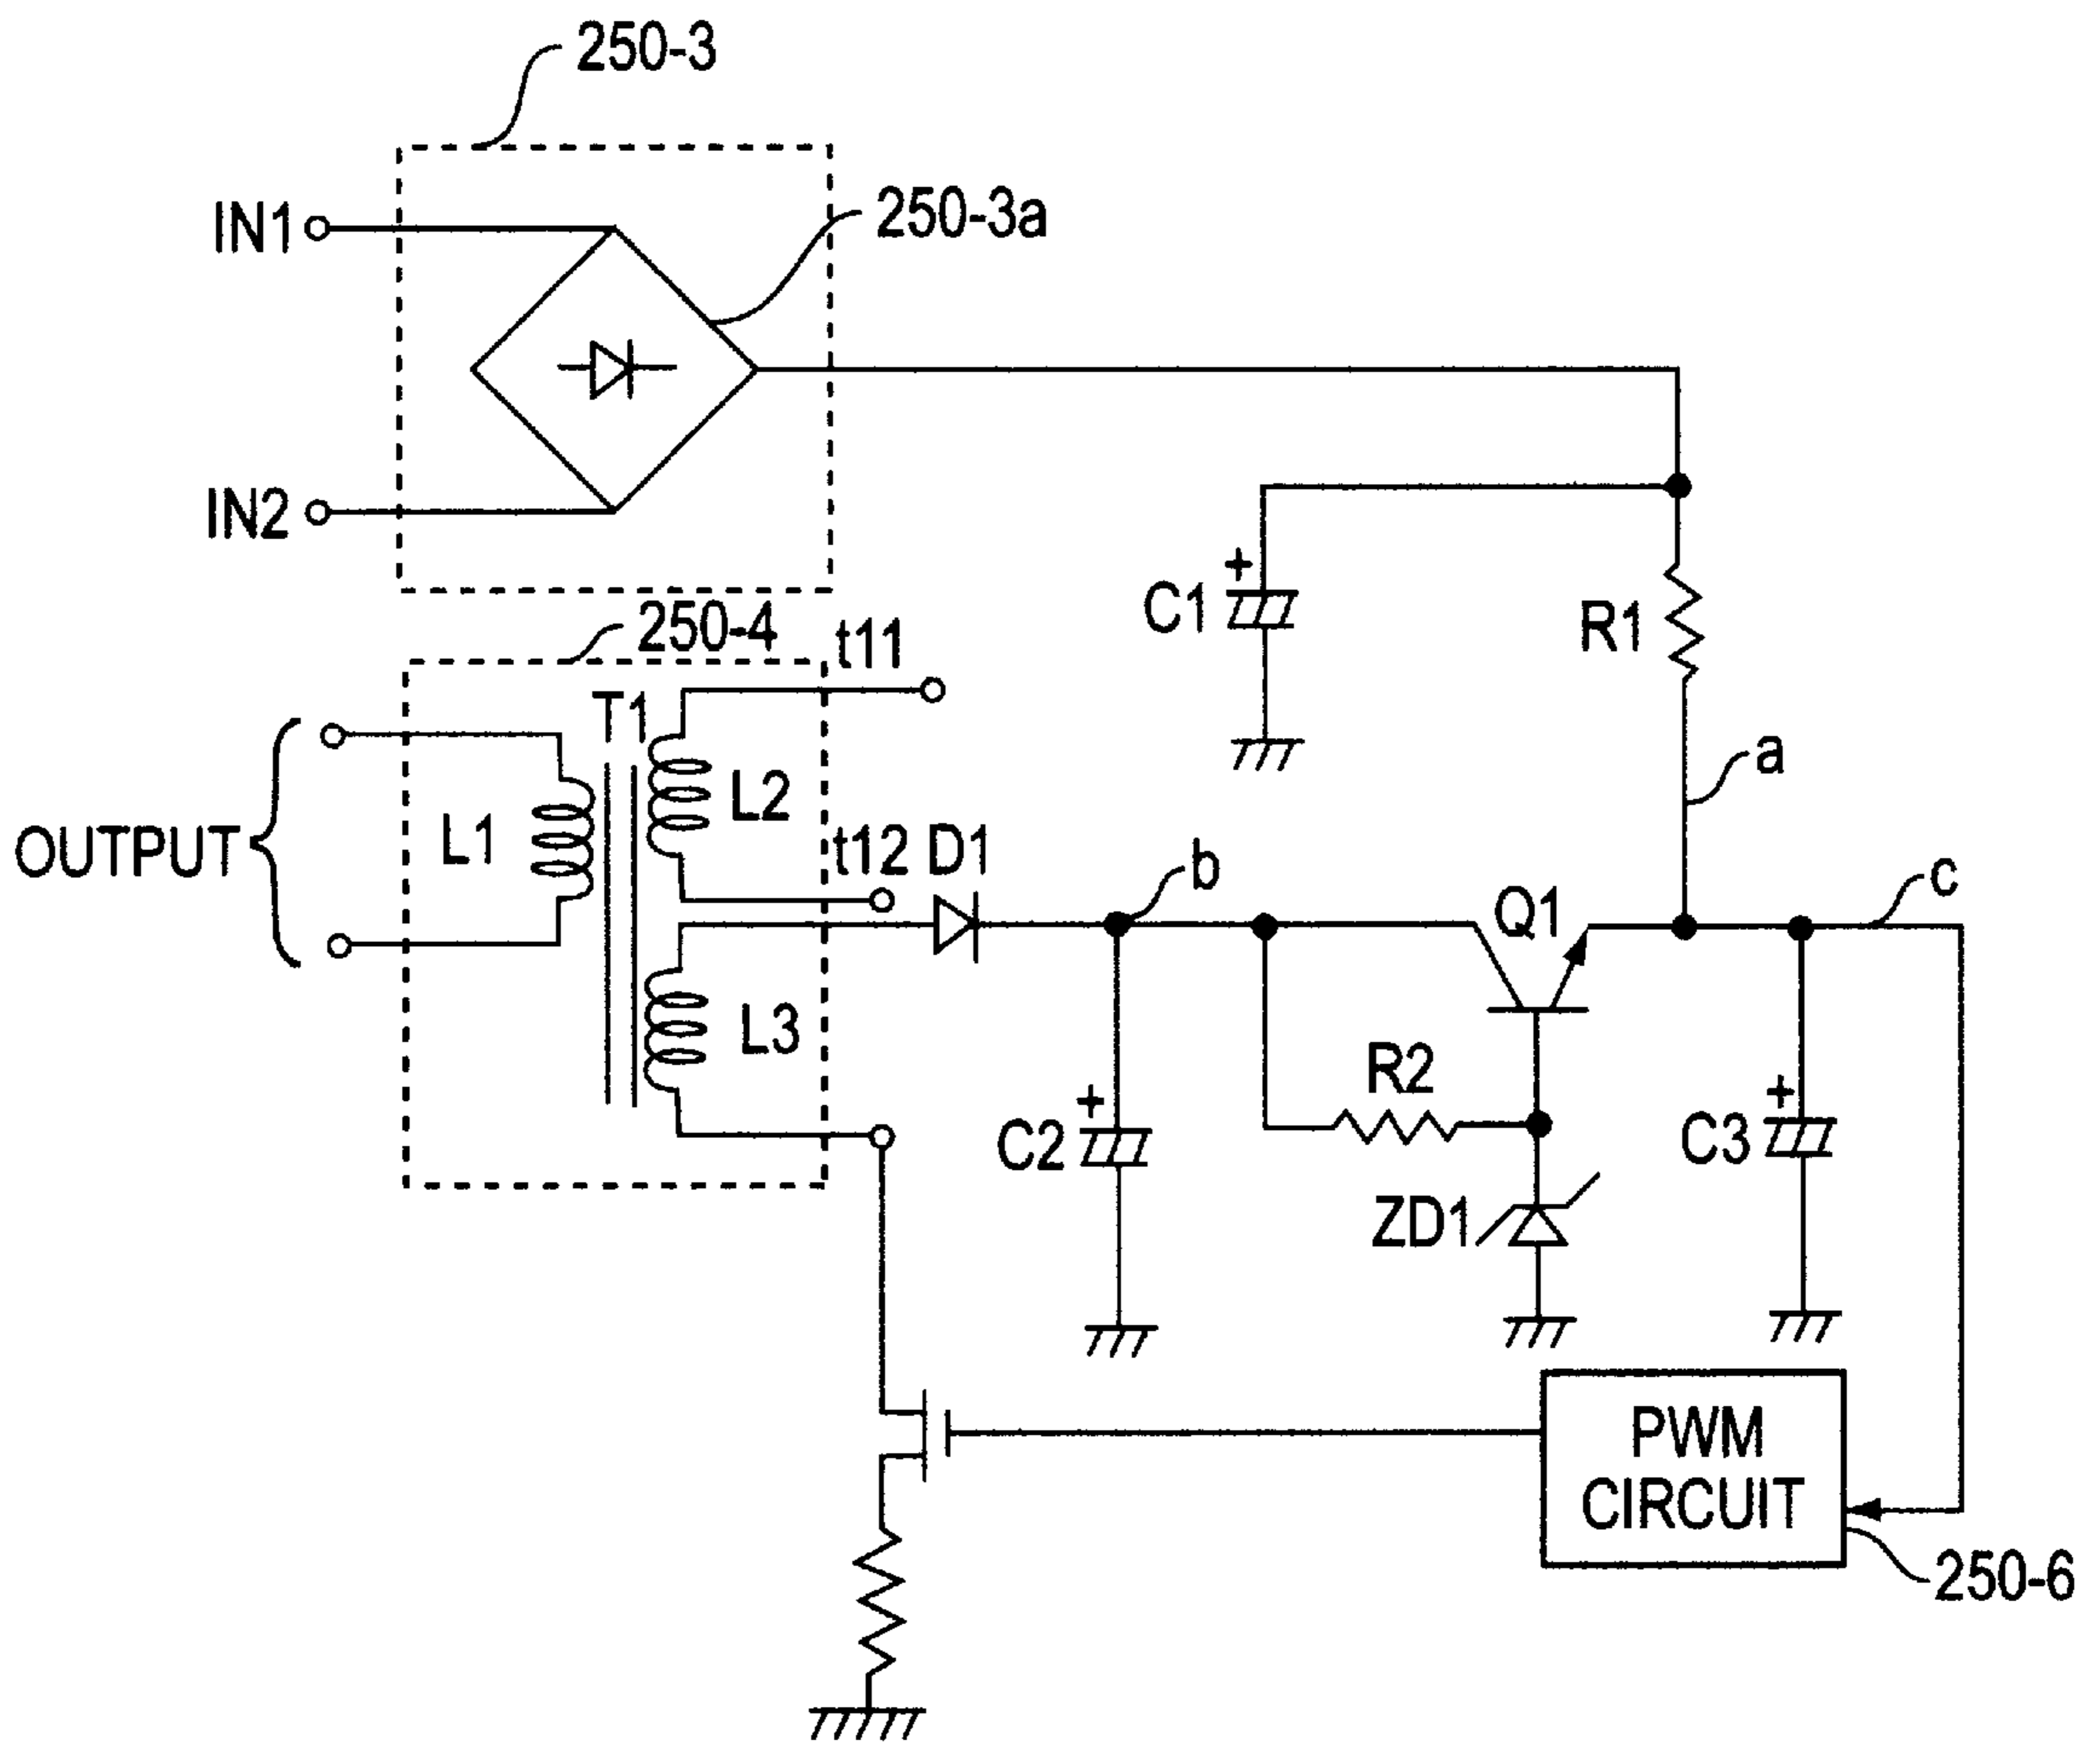 250-3
IN1
250-3a
IN2
250-4
t11
+
C1
R1
T1
a
L1
L2
OUTPUT
t12
D1
b
c
Q1
L3
R2
+
C2
+
C3
ZD1
PWM
CIRCUIT
250-6